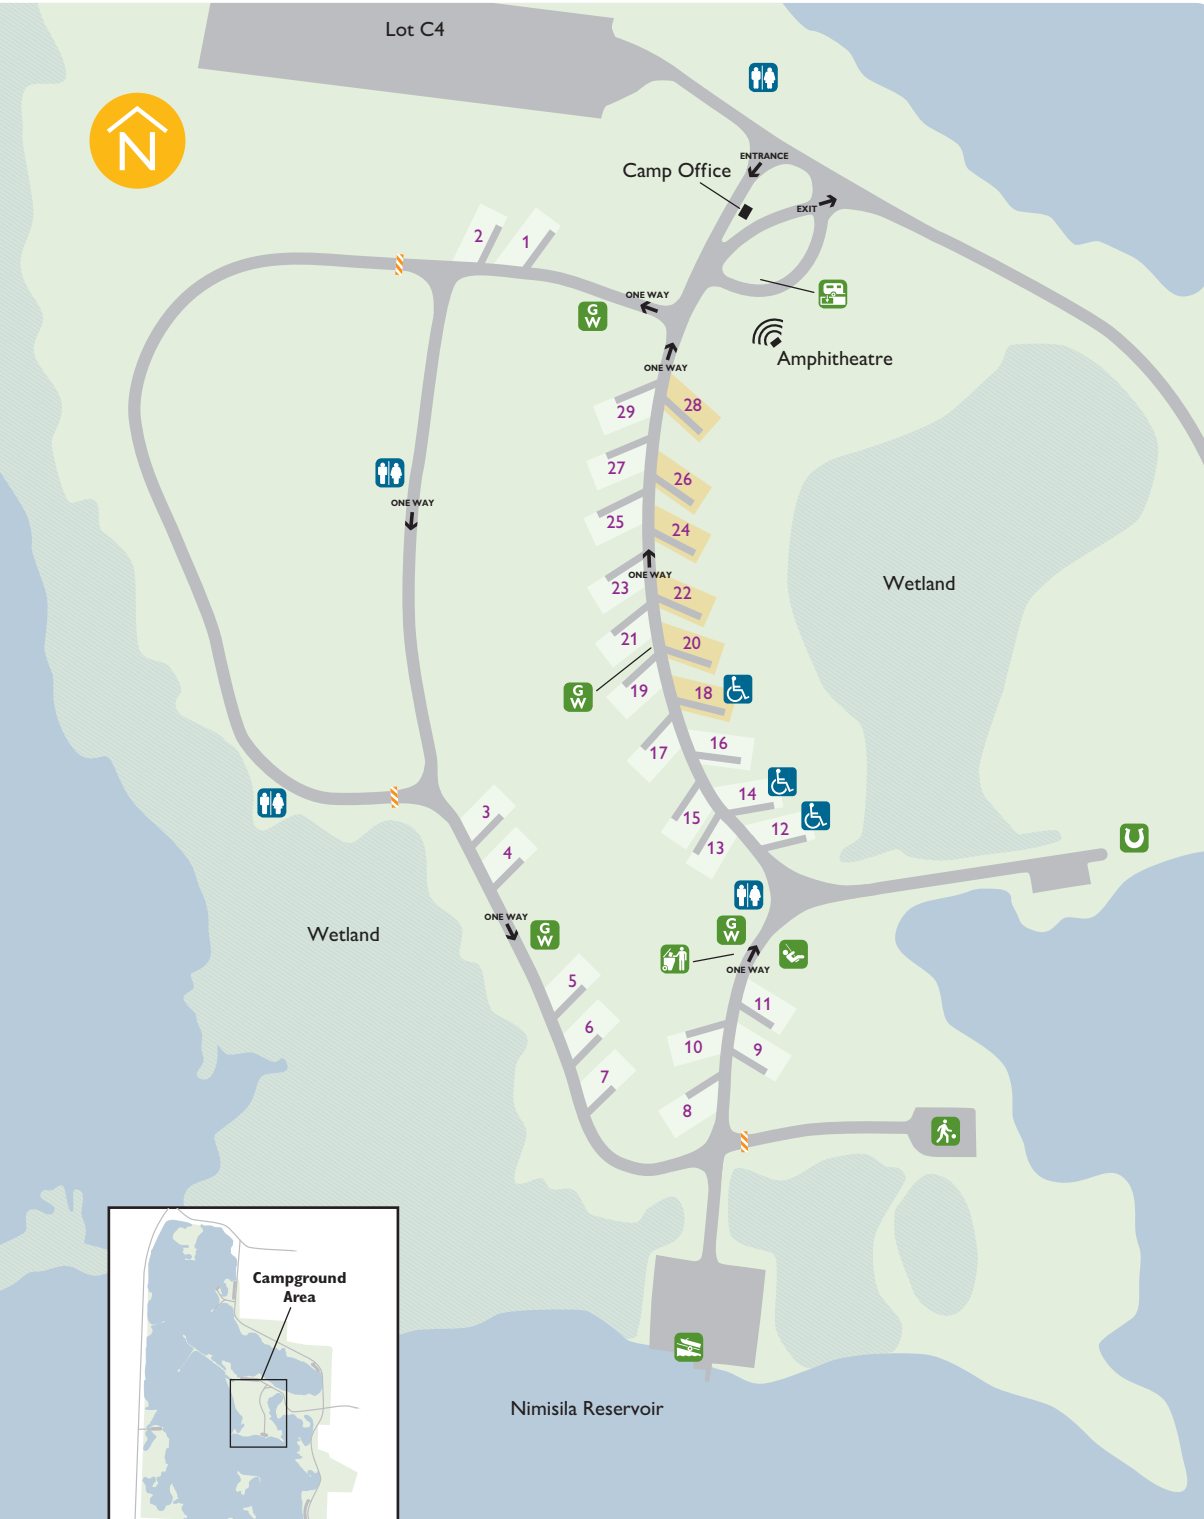 Lot C4
N
ENTRANCE
Camp Office
EXIT
2
1
ONE WAY
G
W
Amphitheatre
ONE WAY
29
28
27
26
25
24
ONE WAY
ONE WAY
23
22
Wetland
21
20
G
W
19
18
17
16
15
14
13
12
3
4
ONE WAY
G
W
Wetland
G
W
ONE WAY
5
6
7
11
10
9
8
Campground
Area
Nimisila Reservoir